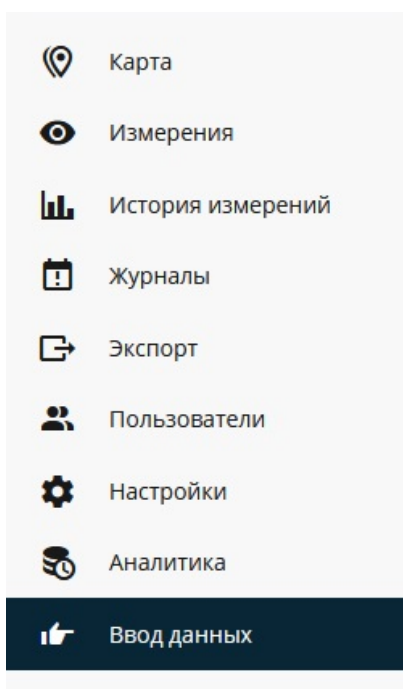 Карта
Измерения
История измерений
Журналы
Экспорт
Пользователи
Настройки
Аналитика
Ввод данных